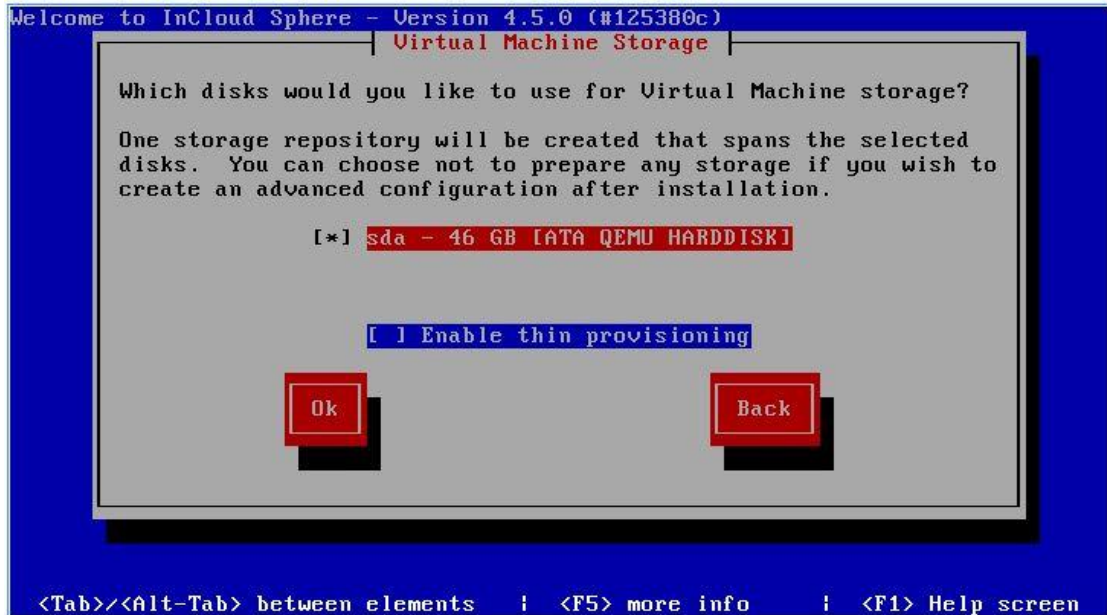 Welcome to InCloud Sphere - Version 4.5.0 (#125380c)
Virtual Machine Storage
Which disks would you like to use for Virtual Machine storage?
One storage repository will be created that spans the selected
disks.  You can choose not to prepare any storage if you wish to
create an advanced configuration after installation.
[*] sda - 46 GB [ATA QEMU HARDDISK]
[ ] Enable thin provisioning
Ok Back
<Tab>/<Alt-Tab> between elements | <F5> more info | <F1> Help screen